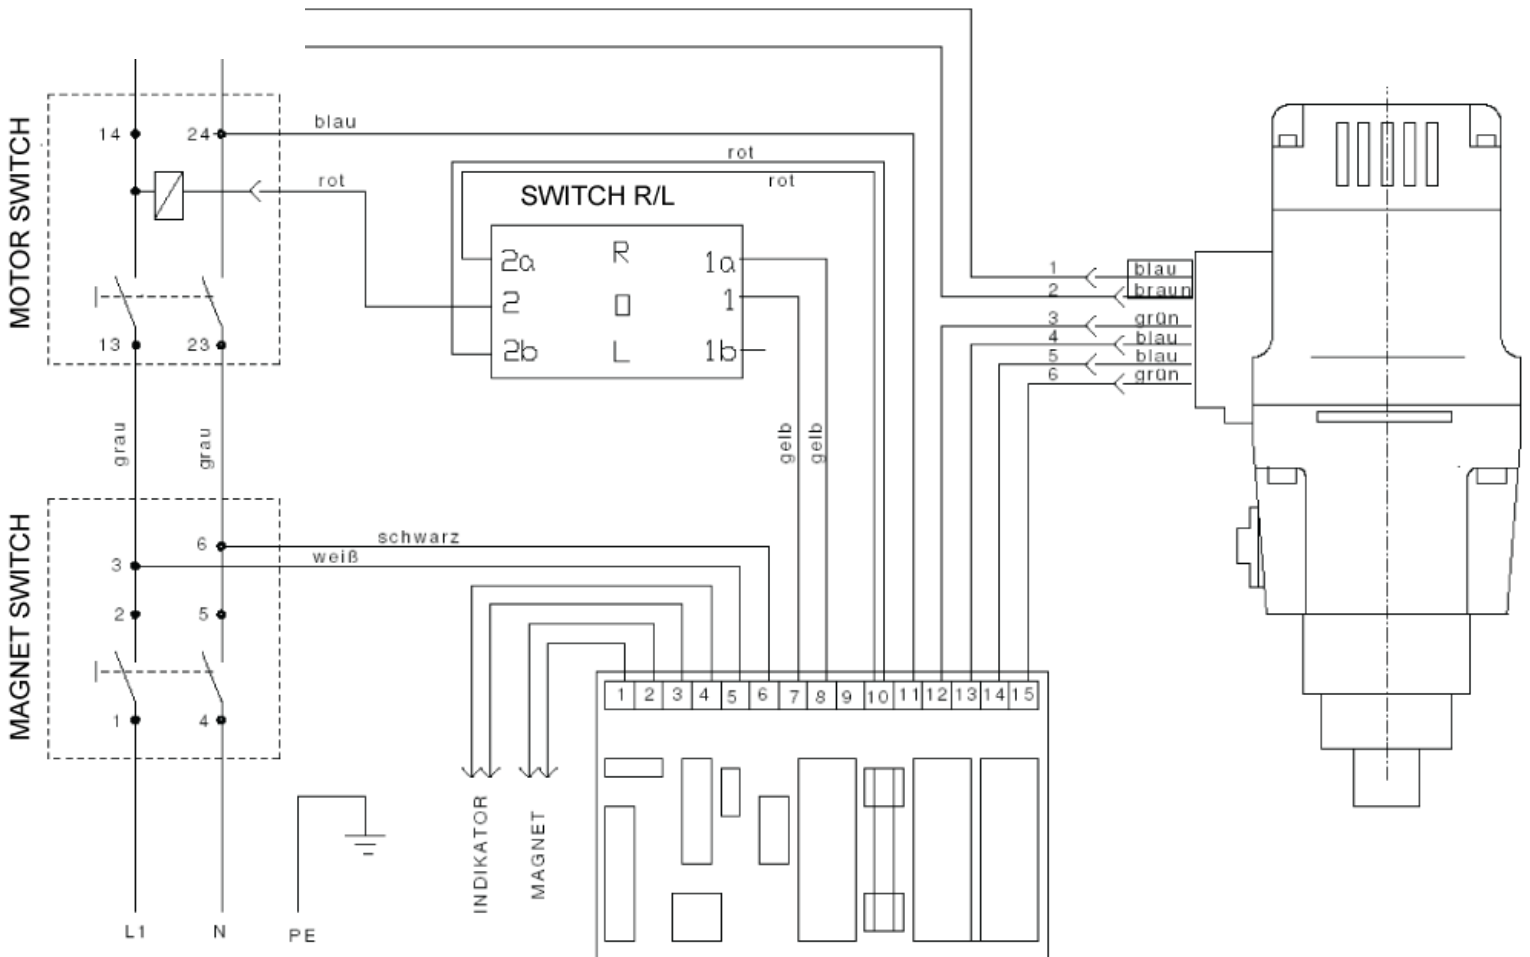 MOTOR SWITCH
14
24
blau
rot
13
23
grau
grau
rot
rot
SWITCH R/L
2a R 1a
2 0 1
2b L 1b
gelb
gelb
1 blau
2 braun
3 grün
4 blau
5 blau
6 grün
MAGNET SWITCH
6
schwarz
3
weiß
2
5
1
4
L1
N
PE
INDIKATOR
MAGNET
1 2 3 4 5 6 7 8 9 10 11 12 13 14 15